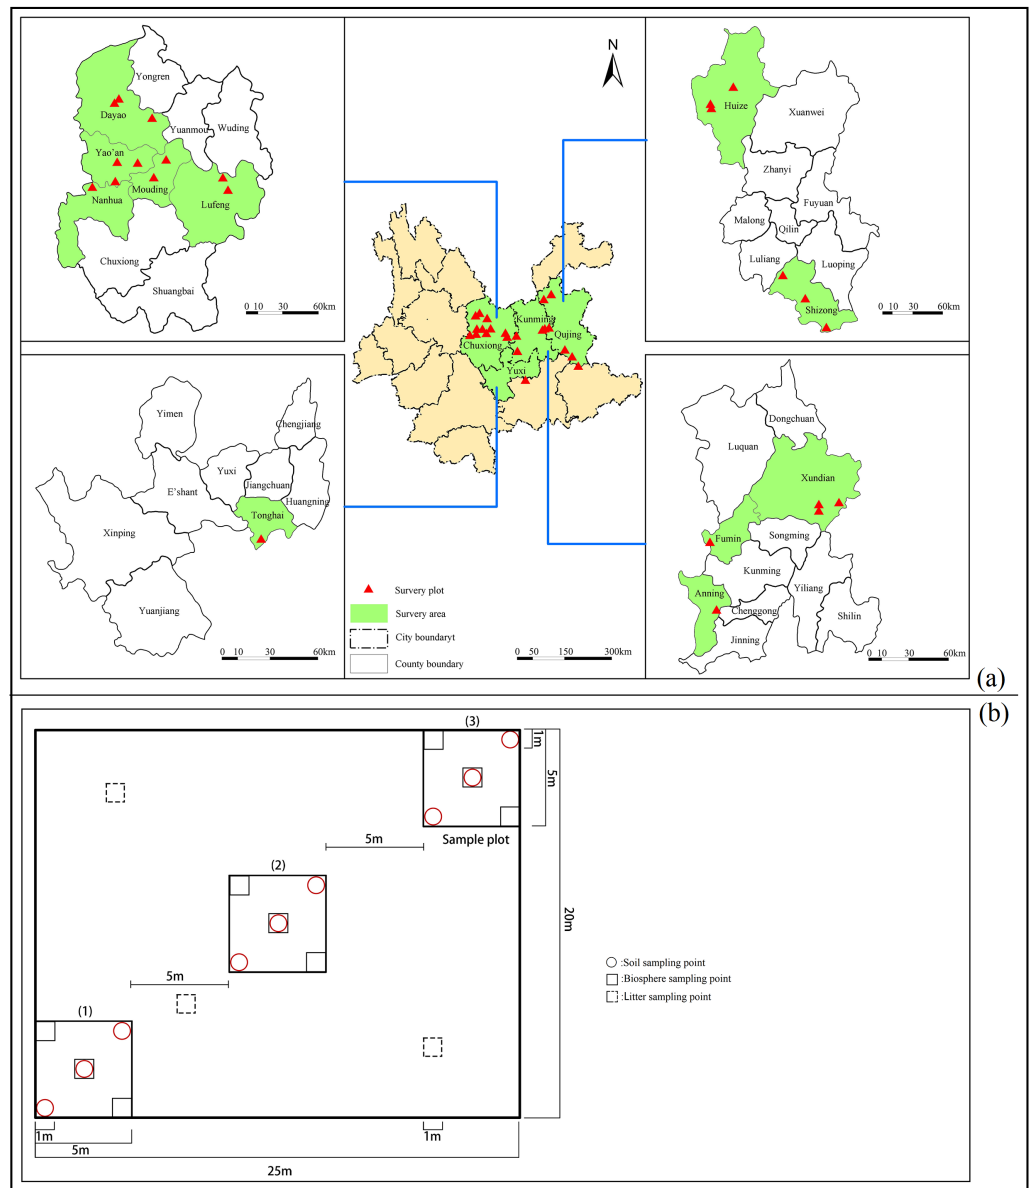 N
Yongren
Dayao
Yuanmou
Wuding
Yao'an
Mouding
Nanhua
Lufeng
Chuxiong
Shuangbai
0 10 30 60km
Huize
Xuanwei
Zhanyi
Fuyuan
Malong
Qilin
Luliang
Luoping
Shizong
0 10 30 60km
Kunming
Qujing
Chuxiong
Yuxi
Yimen
Chengjiang
Yuxi
Jiangchuan
E'shant
Huangning
Tonghai
Xinping
Yuanjiang
0 10 30 60km
Survery plot
Survery area
City boundaryt
County boundary
0 50 150 300km
Dongchuan
Luquan
Xundian
Fumin
Songming
Kunming
Anning
Yiliang
Chenggong
Shilin
Jinning
0 10 30 60km
(a)
(b)
(3)
1m
5m
5m
Sample plot
(2)
20m
5m
(1)
:Soil sampling point
:Biosphere sampling point
:Litter sampling point
1m
1m
5m
25m